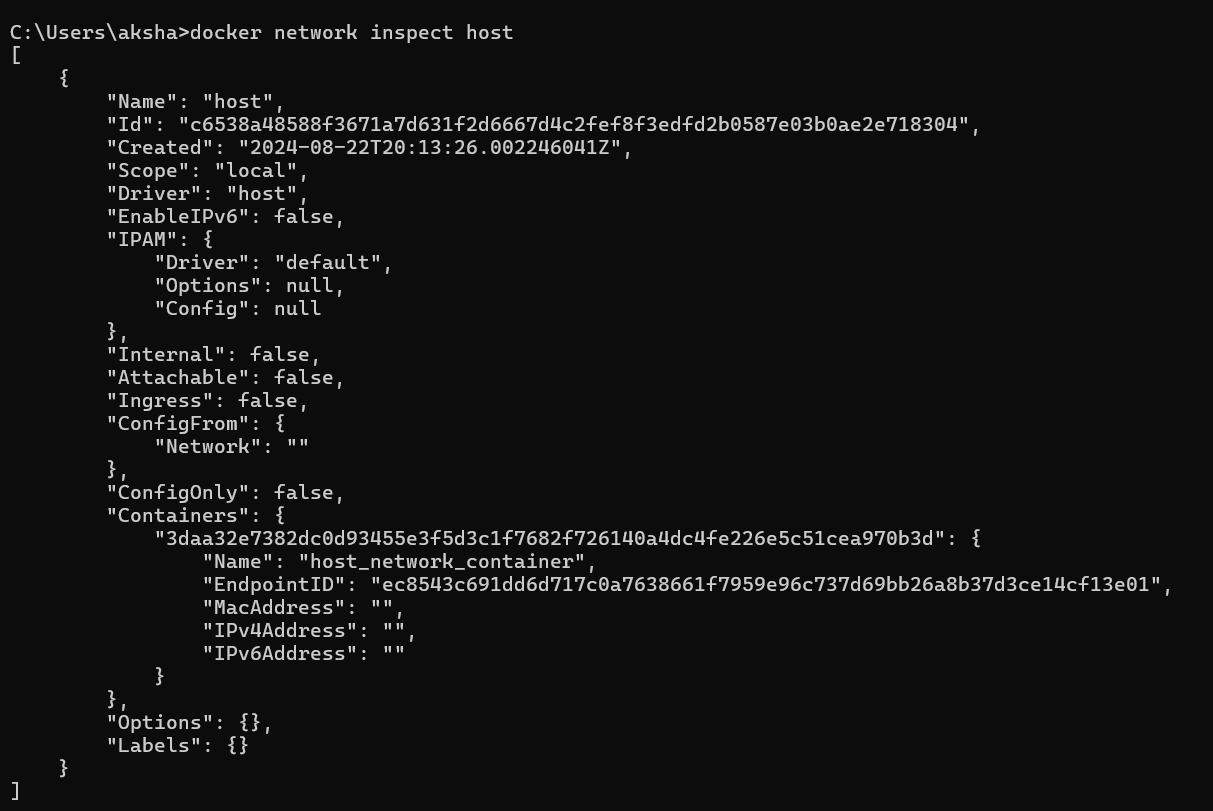 C:\Users\aksha>docker network inspect host
[
    {
        "Name": "host",
        "Id": "c6538a48588f3671a7d631f2d6667d4c2fef8f3edfd2b0587e03b0ae2e718304",
        "Created": "2024-08-22T20:13:26.002246041Z",
        "Scope": "local",
        "Driver": "host",
        "EnableIPv6": false,
        "IPAM": {
            "Driver": "default",
            "Options": null,
            "Config": null
        },
        "Internal": false,
        "Attachable": false,
        "Ingress": false,
        "ConfigFrom": {
            "Network": ""
        },
        "ConfigOnly": false,
        "Containers": {
            "3daa32e7382dc0d93455e3f5d3c1f7682f726140a4dc4fe226e5c51cea970b3d": {
                "Name": "host_network_container",
                "EndpointID": "ec8543c691dd6d717c0a7638661f7959e96c737d69bb26a8b37d3ce14cf13e01",
                "MacAddress": "",
                "IPv4Address": "",
                "IPv6Address": ""
            }
        },
        "Options": {},
        "Labels": {}
    }
]